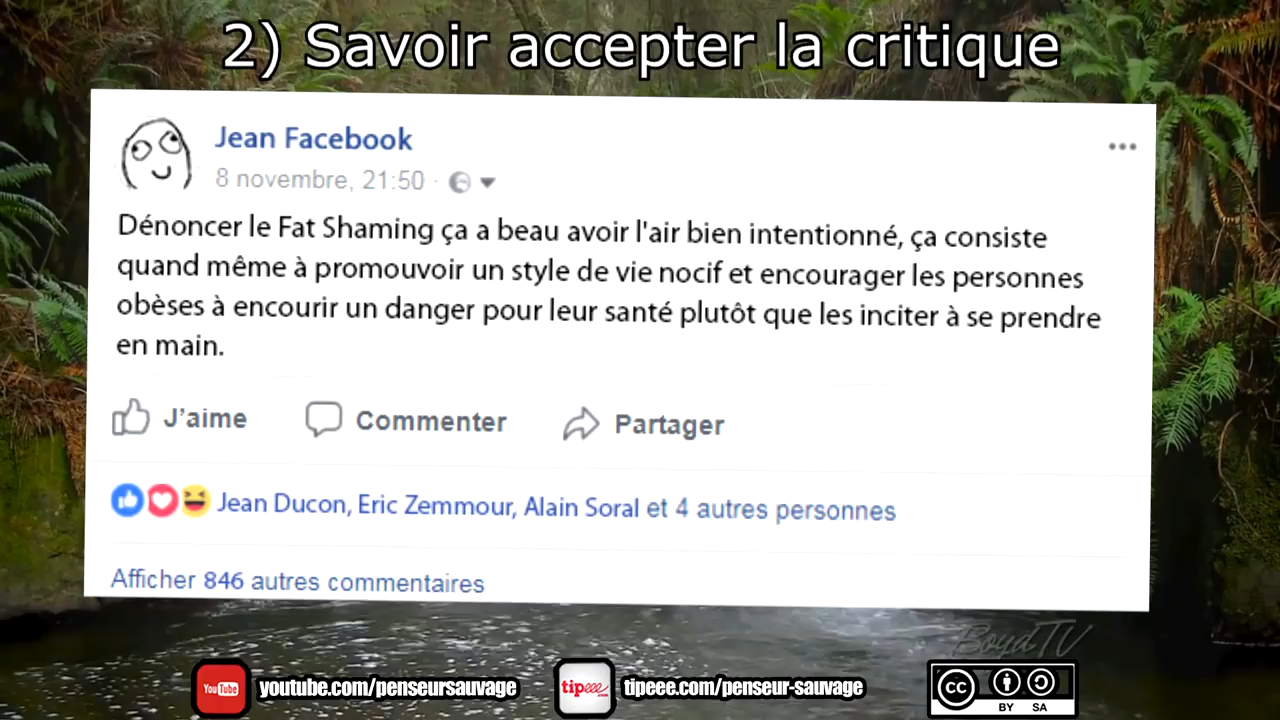 2) Savoir accepter la critique
Jean Facebook
8 novembre, 21:50 ·
Dénoncer le Fat Shaming ça a beau avoir l'air bien intentionné, ça consiste
quand même à promouvoir un style de vie nocif et encourager les personnes
obèses à encourir un danger pour leur santé plutôt que les inciter à se prendre
en main.
J'aime Commenter Partager
Jean Ducon, Eric Zemmour, Alain Soral et 4 autres personnes
Afficher 846 autres commentaires
BoydTV
YouTube youtube.com/penseursauvage tipeee.com tipeee.com/penseur-sauvage cc BY SA